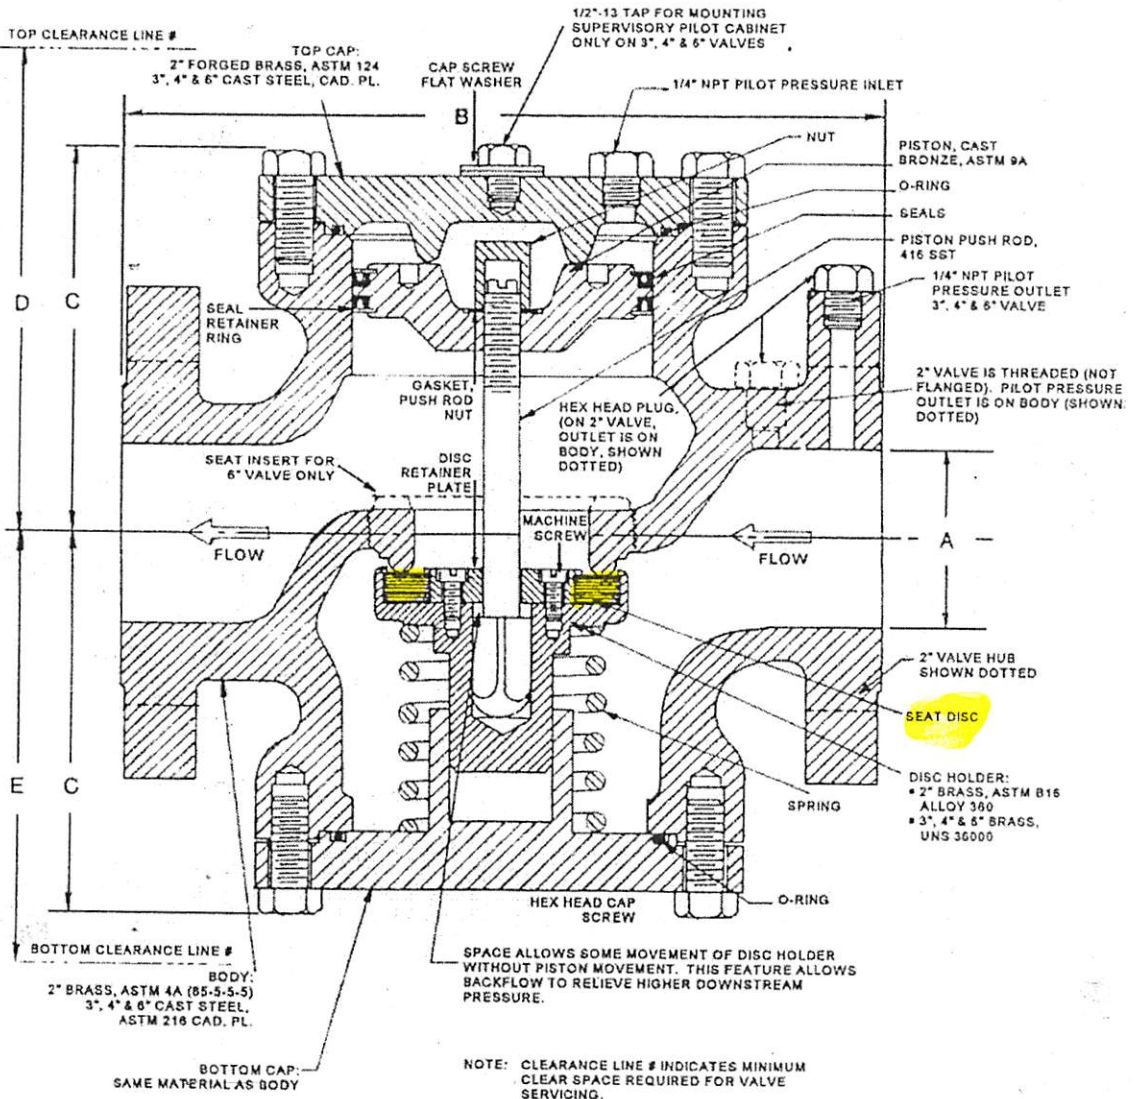 1/2"-13 TAP FOR MOUNTING
SUPERVISORY PILOT CABINET
ONLY ON 3", 4" & 6" VALVES
TOP CLEARANCE LINE #
TOP CAP:
2" FORGED BRASS, ASTM 124
3", 4" & 6" CAST STEEL, CAD. PL.
CAP SCREW
FLAT WASHER
1/4" NPT PILOT PRESSURE INLET
B
NUT
PISTON, CAST
BRONZE, ASTM 9A
O-RING
SEALS
PISTON PUSH ROD,
416 SST
1/4" NPT PILOT
PRESSURE OUTLET
3", 4" & 6" VALVE
D
C
SEAL
RETAINER
RING
2" VALVE IS THREADED (NOT
FLANGED). PILOT PRESSURE
OUTLET IS ON BODY (SHOWN
DOTTED)
GASKET,
PUSH ROD
NUT
HEX HEAD PLUG,
(ON 2" VALVE,
OUTLET IS ON
BODY, SHOWN
DOTTED)
SEAT INSERT FOR
6" VALVE ONLY
DISC
RETAINER
PLATE
MACHINE
SCREW
FLOW
FLOW
A
2" VALVE HUB
SHOWN DOTTED
SEAT DISC
E
C
SPRING
DISC HOLDER:
▪ 2" BRASS, ASTM B16
ALLOY 360
▪ 3", 4" & 6" BRASS,
UNS 36000
HEX HEAD CAP
SCREW
O-RING
BOTTOM CLEARANCE LINE #
BODY:
2" BRASS, ASTM 4A (85-5-5-5)
3", 4" & 6" CAST STEEL,
ASTM 216 CAD. PL.
SPACE ALLOWS SOME MOVEMENT OF DISC HOLDER
WITHOUT PISTON MOVEMENT. THIS FEATURE ALLOWS
BACKFLOW TO RELIEVE HIGHER DOWNSTREAM
PRESSURE.
BOTTOM CAP:
SAME MATERIAL AS BODY
NOTE: CLEARANCE LINE # INDICATES MINIMUM
CLEAR SPACE REQUIRED FOR VALVE
SERVICING.